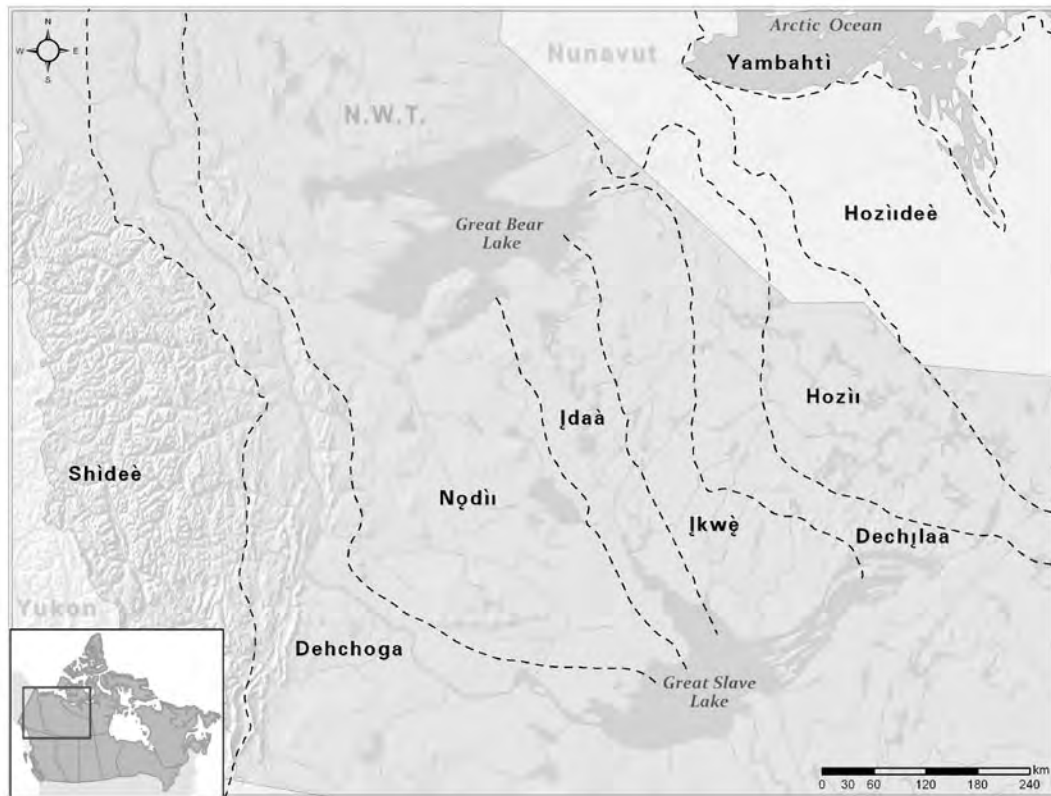 N
W E
S
Arctic Ocean
Nunavut
Yambahtì
N.W.T.
Hozìıdeè
Great Bear
Lake
Hozìı
Įdaà
Shìdeè
Nǫdìı
Įkwę̀
Dechı̨laa
Yukon
Dehchoga
Great Slave
Lake
km
0 30 60 120 180 240